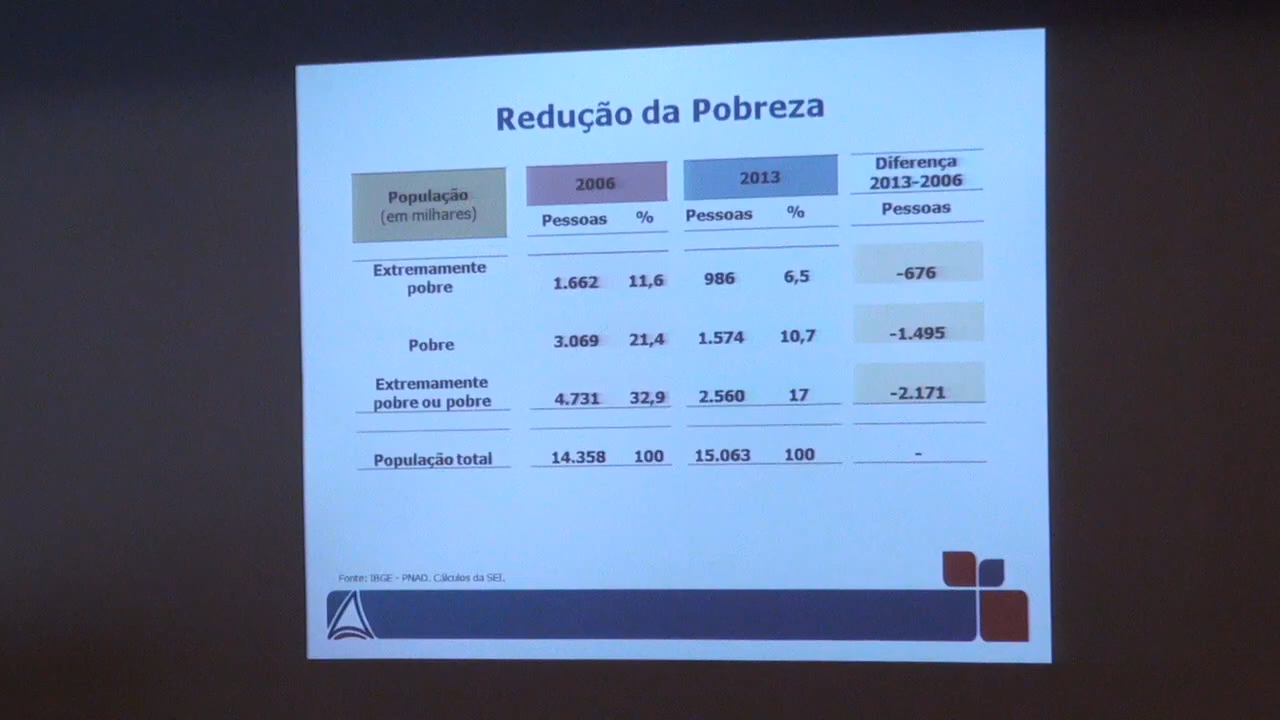 Redução da Pobreza
População
(em milhares)
2006
2013
Diferença
2013-2006
Pessoas % Pessoas % Pessoas
Extremamente
pobre
1.662 11,6 986 6,5 -676
Pobre 3.069 21,4 1.574 10,7 -1.495
Extremamente
pobre ou pobre
4.731 32,9 2.560 17 -2.171
População total 14.358 100 15.063 100 -
Fonte: IBGE - PNAD. Cálculos da SEI.